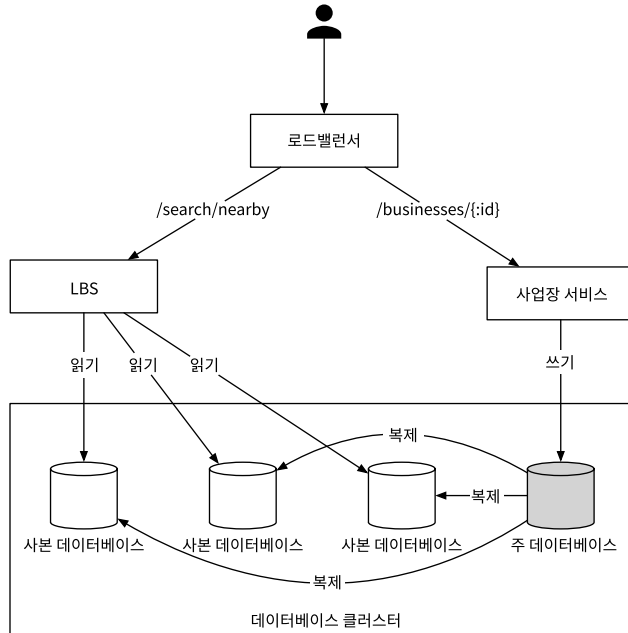 로드밸런서
/search/nearby
/businesses/{:id}
LBS
사업장 서비스
읽기
읽기
읽기
쓰기
복제
복제
사본 데이터베이스
사본 데이터베이스
사본 데이터베이스
주 데이터베이스
복제
데이터베이스 클러스터